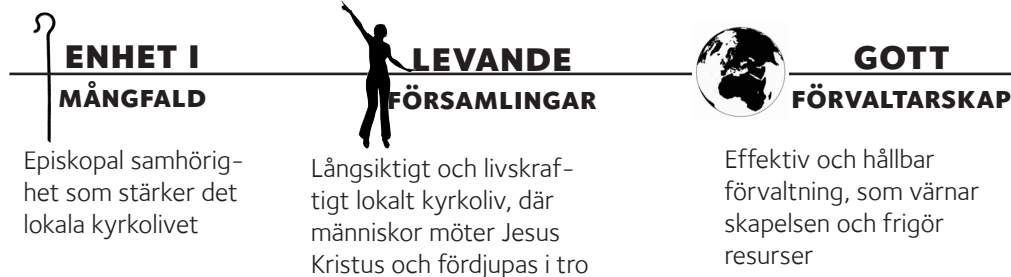 ENHET I
MÅNGFALD
Episkopal samhörig-
het som stärker det
lokala kyrkolivet
LEVANDE
FÖRSAMLINGAR
Långsiktigt och livskraf-
tigt lokalt kyrkoliv, där
människor möter Jesus
Kristus och fördjupas i tro
GOTT
FÖRVALTARSKAP
Effektiv och hållbar
förvaltning, som värnar
skapelsen och frigör
resurser